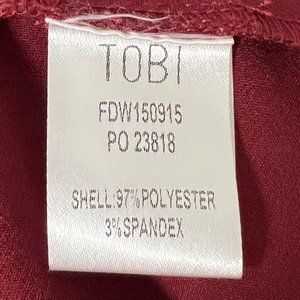 TOBI
FDW150915
PO 23818
SHELL:97%POLYESTER
3%SPANDEX